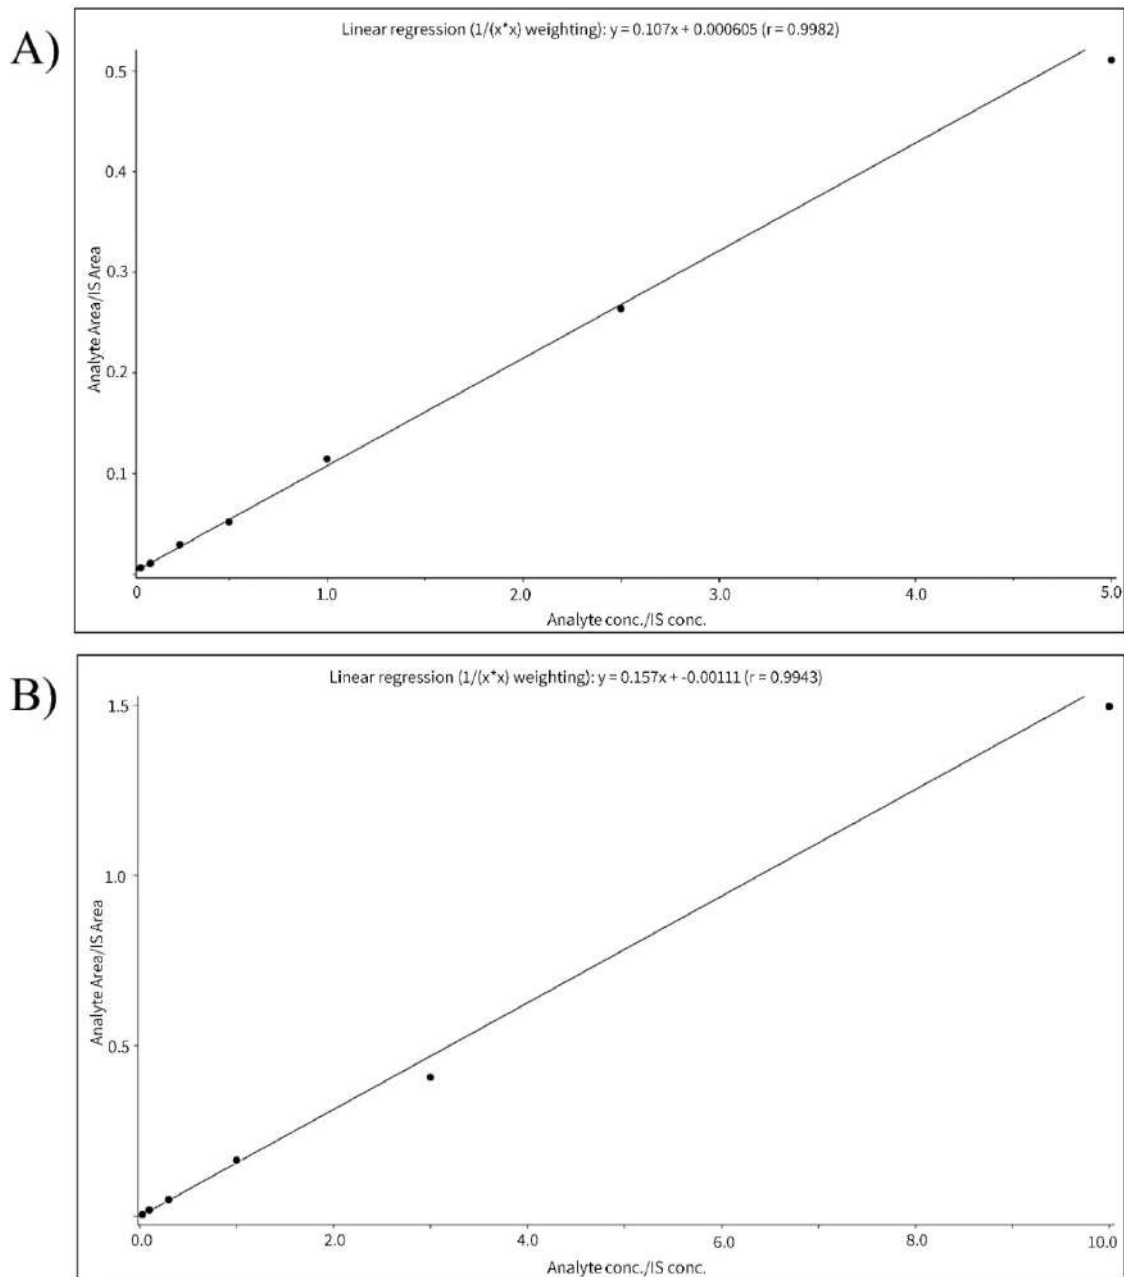 A)
Linear regression (1/(x*x) weighting): y = 0.107x + 0.000605 (r = 0.9982)
0.5
0.4
0.3
0.2
0.1
Analyte Area/IS Area
0
1.0
2.0
3.0
4.0
5.0
Analyte conc./IS conc.
B)
Linear regression (1/(x*x) weighting): y = 0.157x + -0.00111 (r = 0.9943)
1.5
1.0
0.5
Analyte Area/IS Area
0.0
2.0
4.0
6.0
8.0
10.0
Analyte conc./IS conc.